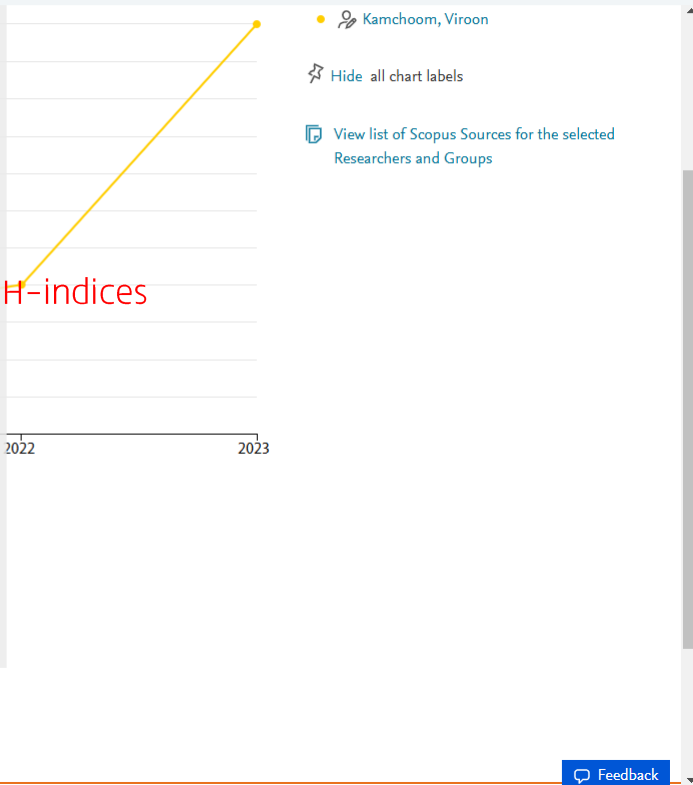 Kamchoom, Viroon
Hide all chart labels
View list of Scopus Sources for the selected
Researchers and Groups
H-indices
2022
2023
Feedback